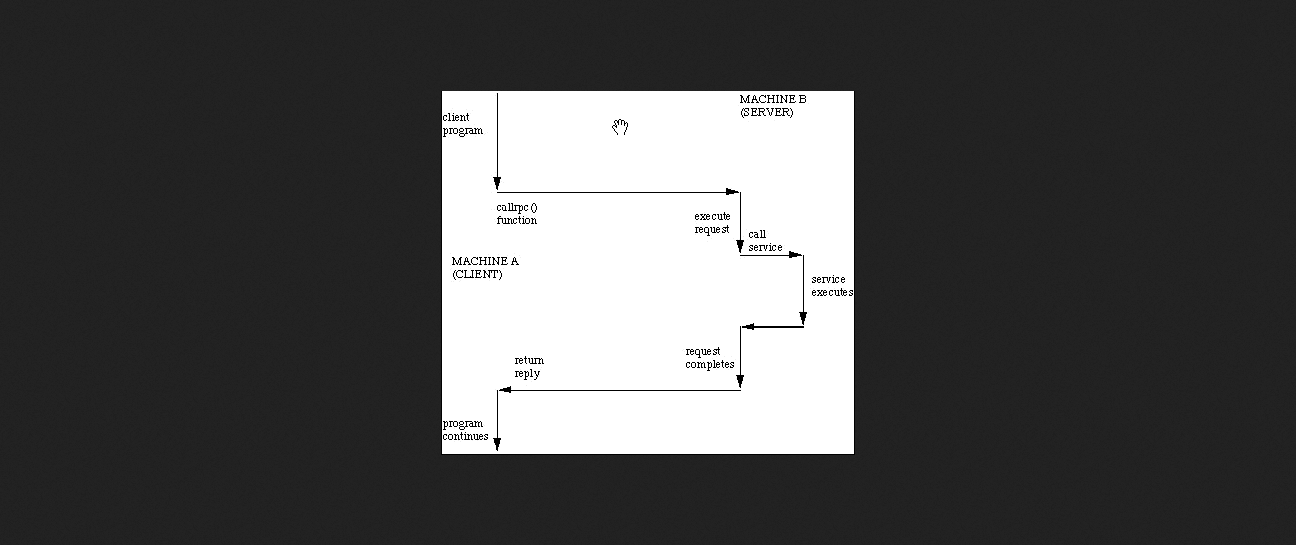 MACHINE B
(SERVER)
client
program
callrpc()
function
execute
request
call
service
MACHINE A
(CLIENT)
service
executes
request
completes
return
reply
program
continues